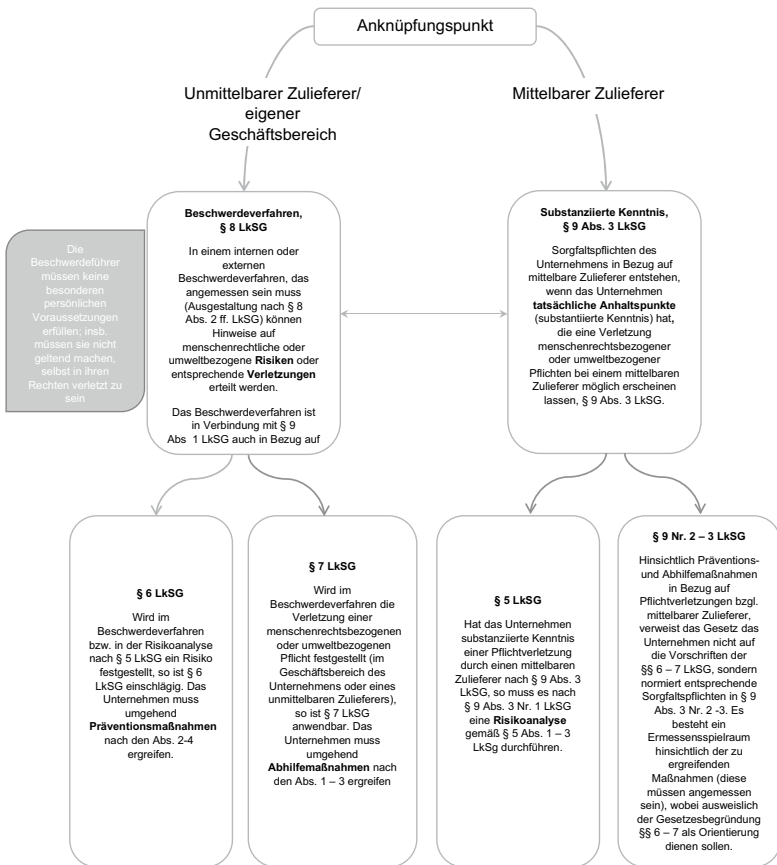 Anknüpfungspunkt
Unmittelbarer Zulieferer/
eigener
Geschäftsbereich
Mittelbarer Zulieferer
Die
Beschwerdeführer
müssen keine
besonderen
persönlichen
Voraussetzungen
erfüllen; insb.
müssen sie nicht
geltend machen,
selbst in ihren
Rechten verletzt zu
sein
Beschwerdeverfahren,
§ 8 LkSG
In einem internen oder
externen
Beschwerdeverfahren, das
angemessen sein muss
(Ausgestaltung nach § 8
Abs. 2 ff. LkSG) können
Hinweise auf
menschenrechtliche oder
umweltbezogene Risiken oder
entsprechende Verletzungen
erteilt werden.
Das Beschwerdeverfahren ist
in Verbindung mit § 9
Abs 1 LkSG auch in Bezug auf
Substanziierte Kenntnis,
§ 9 Abs. 3 LkSG
Sorgfaltspflichten des
Unternehmens in Bezug auf
mittelbare Zulieferer entstehen,
wenn das Unternehmen
tatsächliche Anhaltspunkte
(substantiierte Kenntnis) hat,
die eine Verletzung
menschenrechtsbezogener
oder umweltbezogener
Pflichten bei einem mittelbaren
Zulieferer möglich erscheinen
lassen, § 9 Abs. 3 LkSG.
§ 6 LkSG
Wird im
Beschwerdeverfahren
bzw. in der Risikoanalyse
nach § 5 LkSG ein Risiko
festgestellt, so ist § 6
LkSG einschlägig. Das
Unternehmen muss
umgehend
Präventionsmaßnahmen
nach den Abs. 2-4
ergreifen.
§ 7 LkSG
Wird im
Beschwerdeverfahren die
Verletzung einer
menschenrechtsbezogenen
oder umweltbezogenen
Pflicht festgestellt (im
Geschäftsbereich des
Unternehmens oder eines
unmittelbaren Zulieferers),
so ist § 7 LkSG
anwendbar. Das
Unternehmen muss
umgehend
Abhilfemaßnahmen nach
den Abs. 1 – 3 ergreifen
§ 5 LkSG
Hat das Unternehmen
substanziierte Kenntnis
einer Pflichtverletzung
durch einen mittelbaren
Zulieferer nach § 9 Abs. 3
LkSG, so muss es nach
§ 9 Abs. 3 Nr. 1 LkSG
eine Risikoanalyse
gemäß § 5 Abs. 1 – 3
LkSg durchführen.
§ 9 Nr. 2 – 3 LkSG
Hinsichtlich Präventions-
und Abhilfemaßnahmen
in Bezug auf
Pflichtverletzungen bzgl.
mittelbarer Zulieferer,
verweist das Gesetz das
Unternehmen nicht auf
die Vorschriften der
§§ 6 – 7 LkSG, sondern
normiert entsprechende
Sorgfaltspflichten in § 9
Abs. 3 Nr. 2 -3. Es
besteht ein
Ermessensspielraum
hinsichtlich der zu
ergreifenden
Maßnahmen (diese
müssen angemessen
sein), wobei ausweislich
der Gesetzesbegründung
§§ 6 – 7 als Orientierung
dienen sollen.